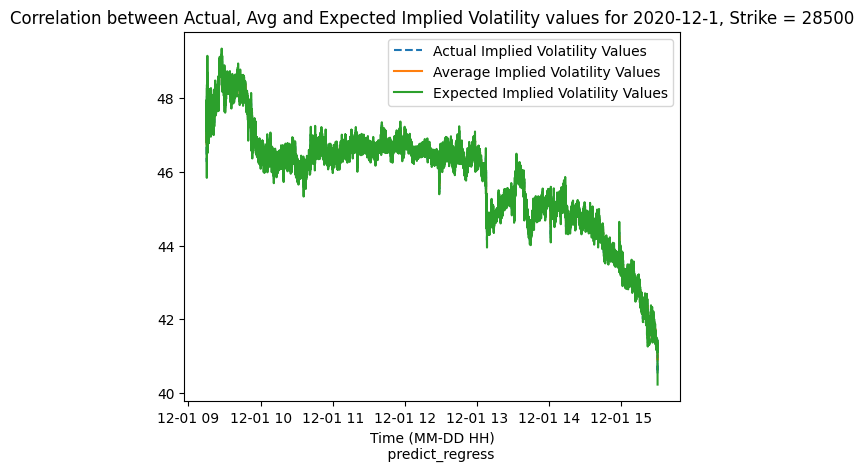 Correlation between Actual, Avg and Expected Implied Volatility values for 2020-12-1, Strike = 28500
Actual Implied Volatility Values
Average Implied Volatility Values
Expected Implied Volatility Values
48
46
44
42
40
12-01 09 12-01 10 12-01 11 12-01 12 12-01 13 12-01 14 12-01 15
Time (MM-DD HH)
predict_regress